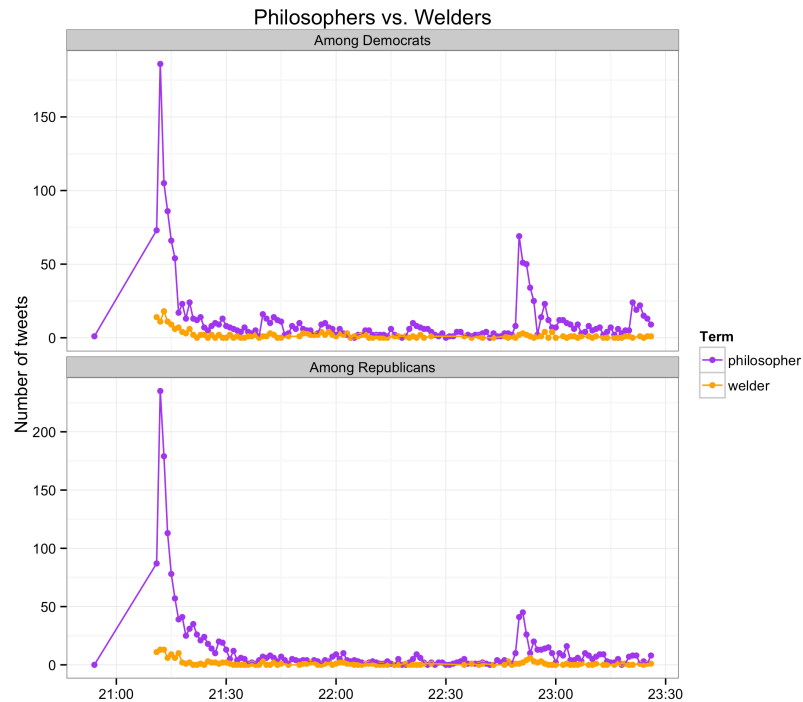 Philosophers vs. Welders
Among Democrats
150
100
50
0
Among Republicans
200
150
100
50
0
Number of tweets
21:00 21:30 22:00 22:30 23:00 23:30
Term
philosopher
welder